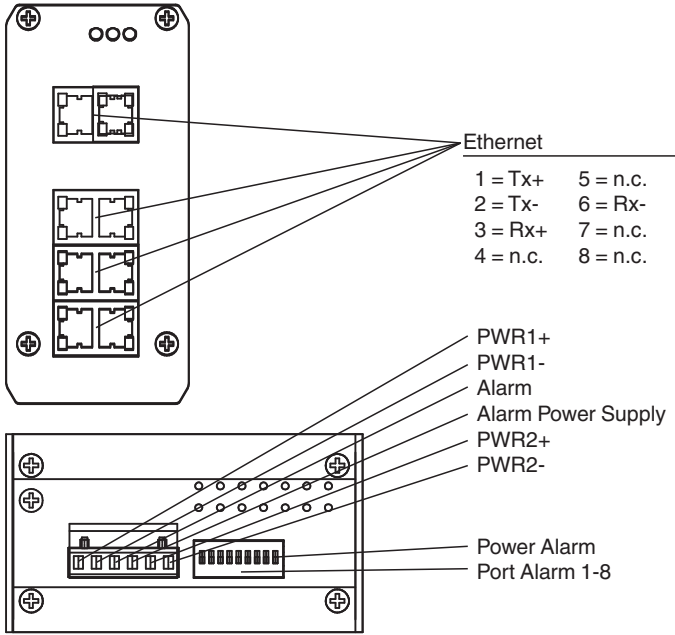 Ethernet
1 = Tx+ 5 = n.c.
2 = Tx- 6 = Rx-
3 = Rx+ 7 = n.c.
4 = n.c. 8 = n.c.
PWR1+
PWR1-
Alarm
Alarm Power Supply
PWR2+
PWR2-
Power Alarm
Port Alarm 1-8